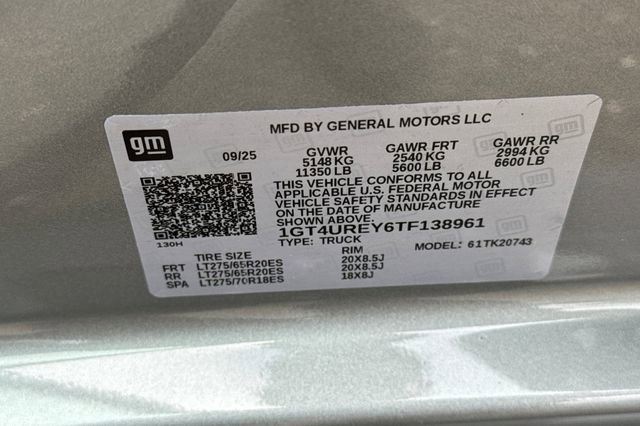 MFD BY GENERAL MOTORS LLC
gm
09/25
GVWR GAWR FRT GAWR RR
5148 KG 2540 KG 2994 KG
11350 LB 5600 LB 6600 LB
THIS VEHICLE CONFORMS TO ALL
APPLICABLE U.S. FEDERAL MOTOR
VEHICLE SAFETY STANDARDS IN EFFECT
ON THE DATE OF MANUFACTURE
SHOWN ABOVE.
1GT4UREY6TF138961
130H
TYPE: TRUCK MODEL: 61TK20743
TIRE SIZE RIM
FRT LT275/65R20ES 20X8.5J
RR LT275/65R20ES 20X8.5J
SPA LT275/70R18ES 18X8J